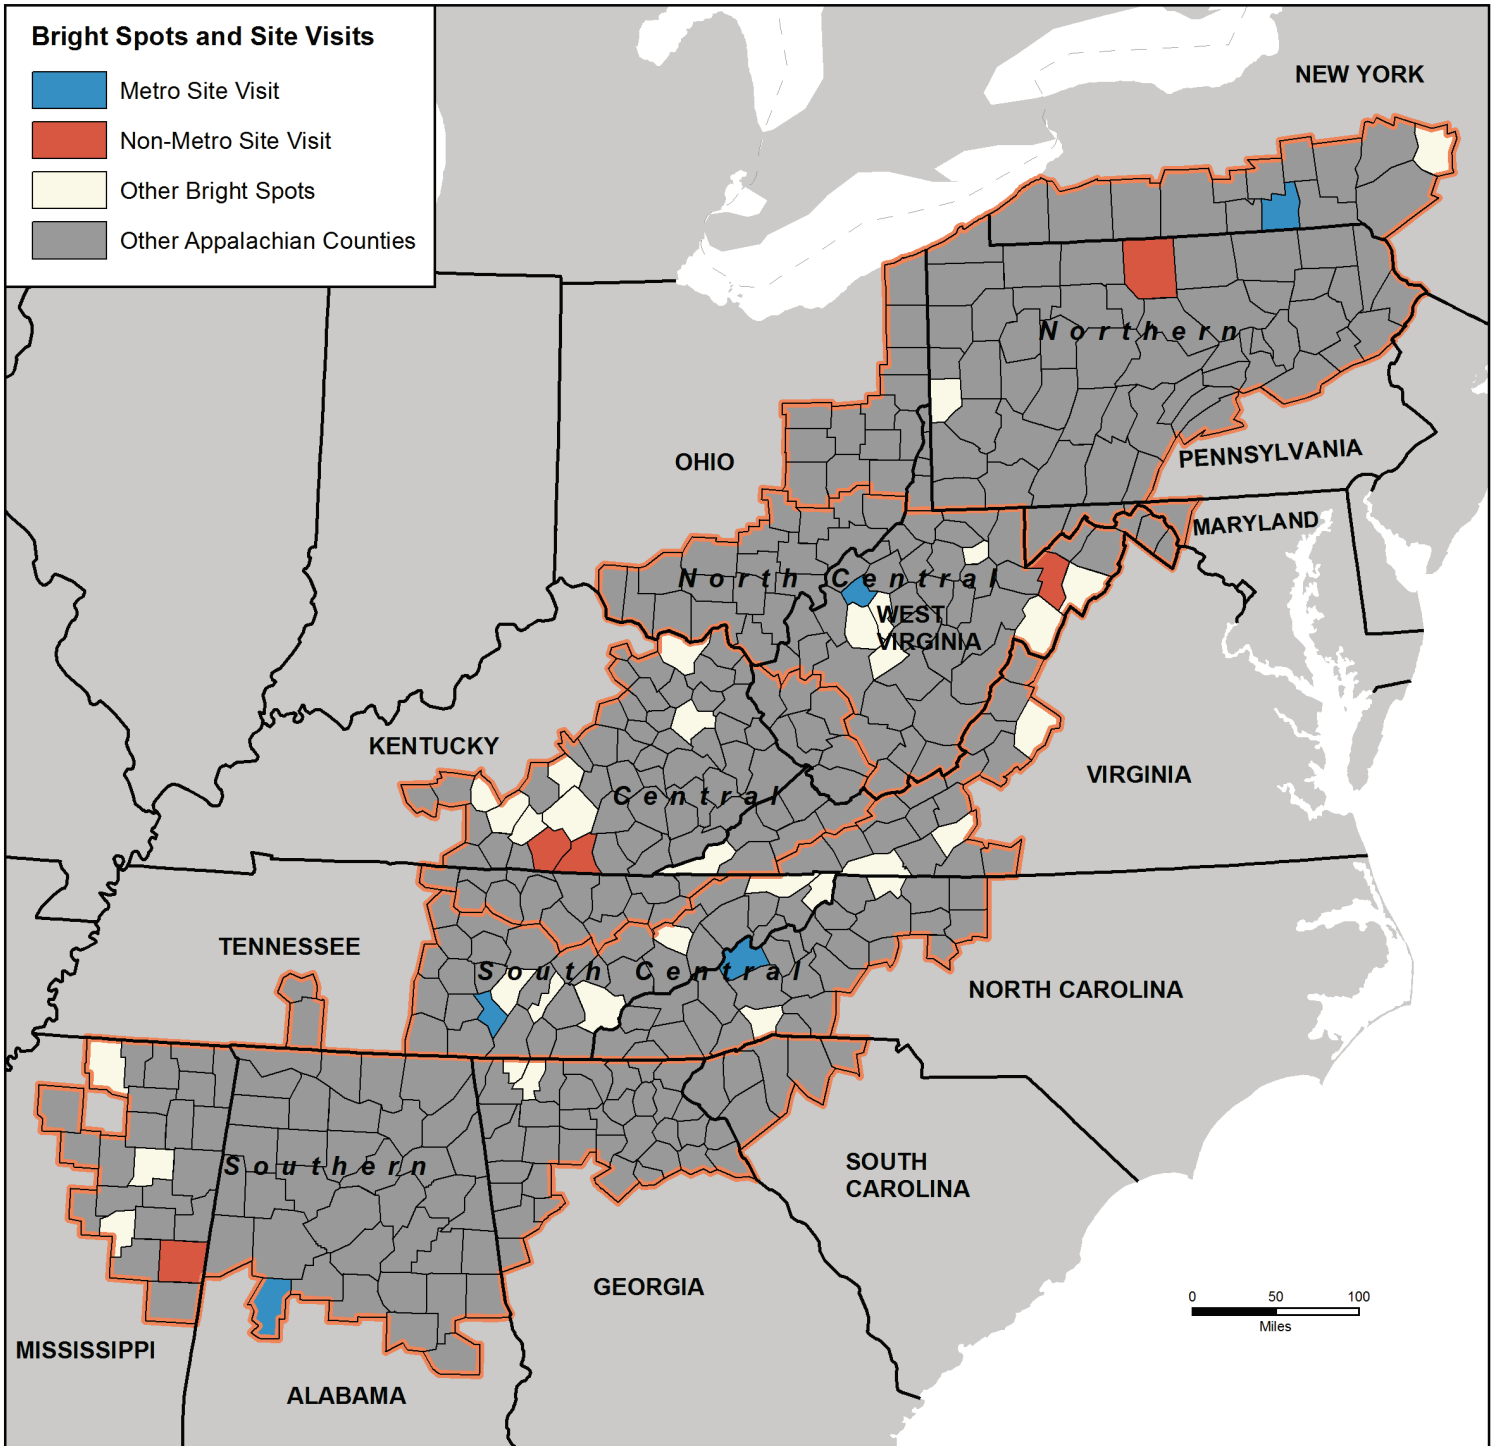 Bright Spots and Site Visits
Metro Site Visit
Non-Metro Site Visit
Other Bright Spots
Other Appalachian Counties
NEW YORK
Northern
OHIO
PENNSYLVANIA
MARYLAND
North Central
WEST
VIRGINIA
KENTUCKY
VIRGINIA
Central
TENNESSEE
South Central
NORTH CAROLINA
Southern
SOUTH
CAROLINA
GEORGIA
0 50 100
Miles
MISSISSIPPI
ALABAMA